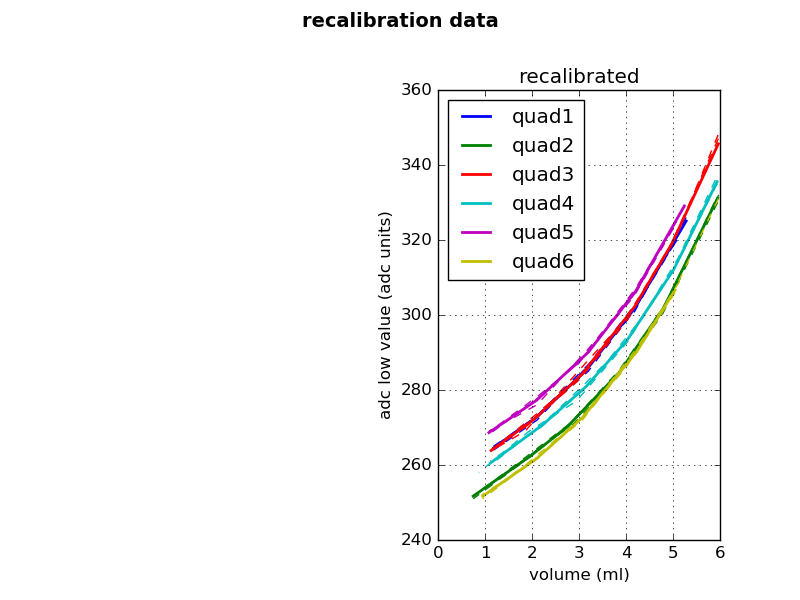 recalibration data
recalibrated
360
340
320
300
280
260
240
adc low value (adc units)
quad1
quad2
quad3
quad4
quad5
quad6
0 1 2 3 4 5 6
volume (ml)